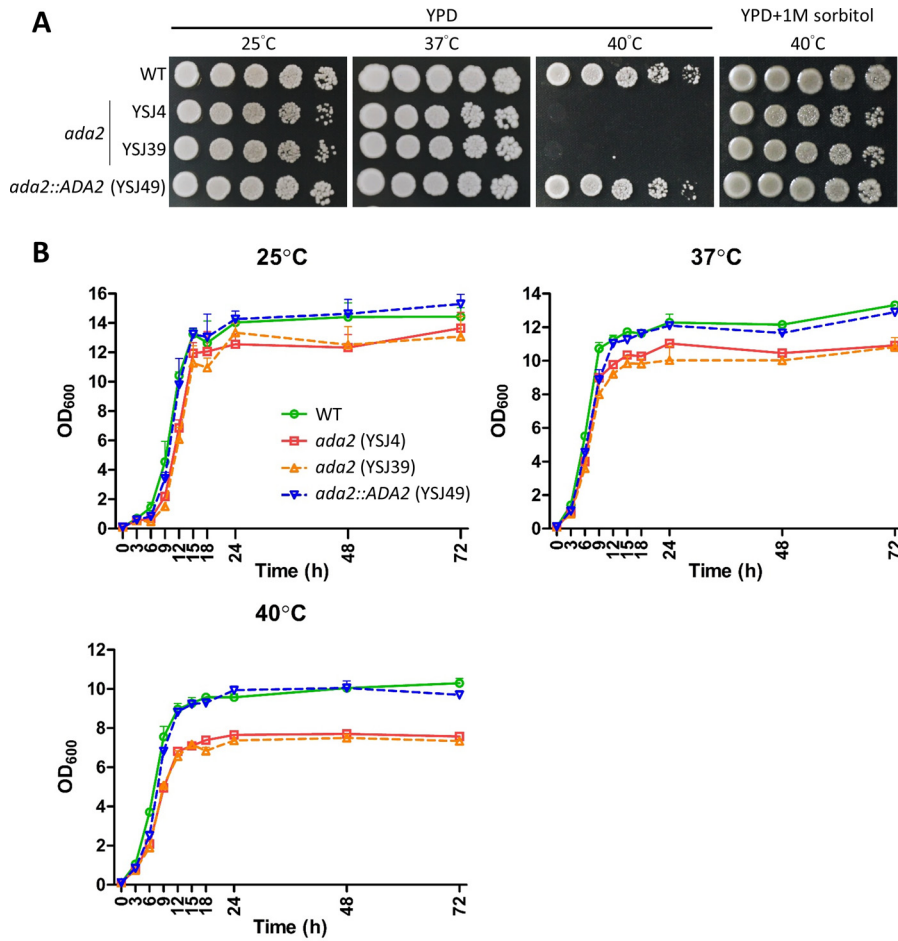 A
YPD
YPD+1M sorbitol
25°C
37°C
40°C
40°C
WT
ada2
YSJ4
YSJ39
ada2::ADA2 (YSJ49)
B
25°C
OD600
16
14
12
10
8
6
4
2
0
0 3 6 9 12 15 18 24 48 72
Time (h)
WT
ada2 (YSJ4)
ada2 (YSJ39)
ada2::ADA2 (YSJ49)
37°C
OD600
14
12
10
8
6
4
2
0
0 3 6 9 12 15 18 24 48 72
Time (h)
40°C
OD600
12
10
8
6
4
2
0
0 3 6 9 12 15 18 24 48 72
Time (h)